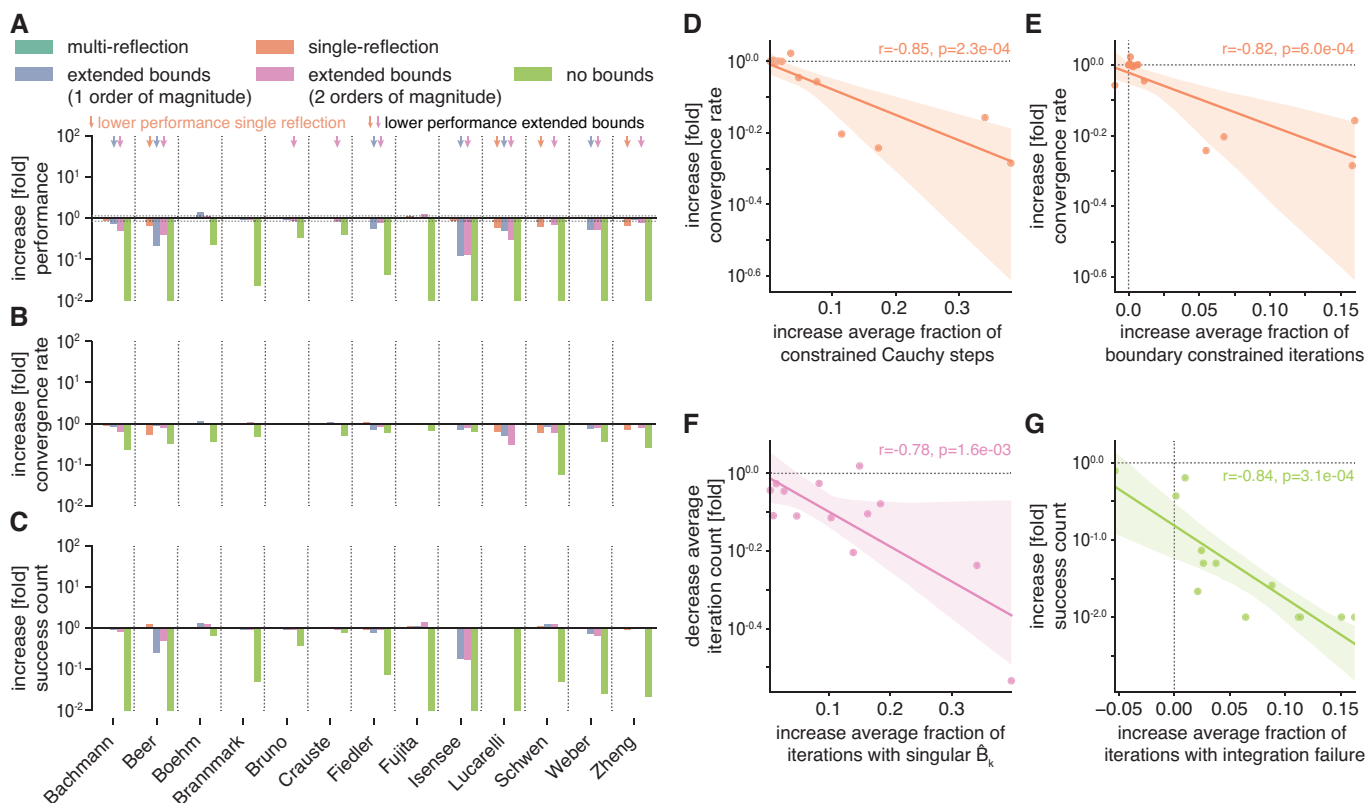 A
multi-reflection
single-reflection
extended bounds
(1 order of magnitude)
extended bounds
(2 orders of magnitude)
no bounds
lower performance single reflection
lower performance extended bounds
increase [fold]
performance
10^2
10^1
10^0
10^-1
10^-2
B
increase [fold]
convergence rate
10^2
10^1
10^0
10^-1
10^-2
C
increase [fold]
success count
10^2
10^1
10^0
10^-1
10^-2
Bachmann
Beer
Boehm
Brannmark
Bruno
Crauste
Fiedler
Fujita
Isensee
Lucarelli
Schwen
Weber
Zheng
D
r=-0.85, p=2.3e-04
increase [fold]
convergence rate
10^0.0
10^-0.2
10^-0.4
10^-0.6
0.1
0.2
0.3
increase average fraction of
constrained Cauchy steps
E
r=-0.82, p=6.0e-04
increase [fold]
convergence rate
10^0.0
10^-0.2
10^-0.4
10^-0.6
0.0
0.05
0.10
0.15
increase average fraction of
boundary constrained iterations
F
r=-0.78, p=1.6e-03
decrease average
iteration count [fold]
10^0.0
10^-0.2
10^-0.4
0.1
0.2
0.3
increase average fraction of
iterations with singular B̂k
G
r=-0.84, p=3.1e-04
increase [fold]
success count
10^0.0
10^-1.0
10^-2.0
−0.05
0.00
0.05
0.10
0.15
increase average fraction of
iterations with integration failure